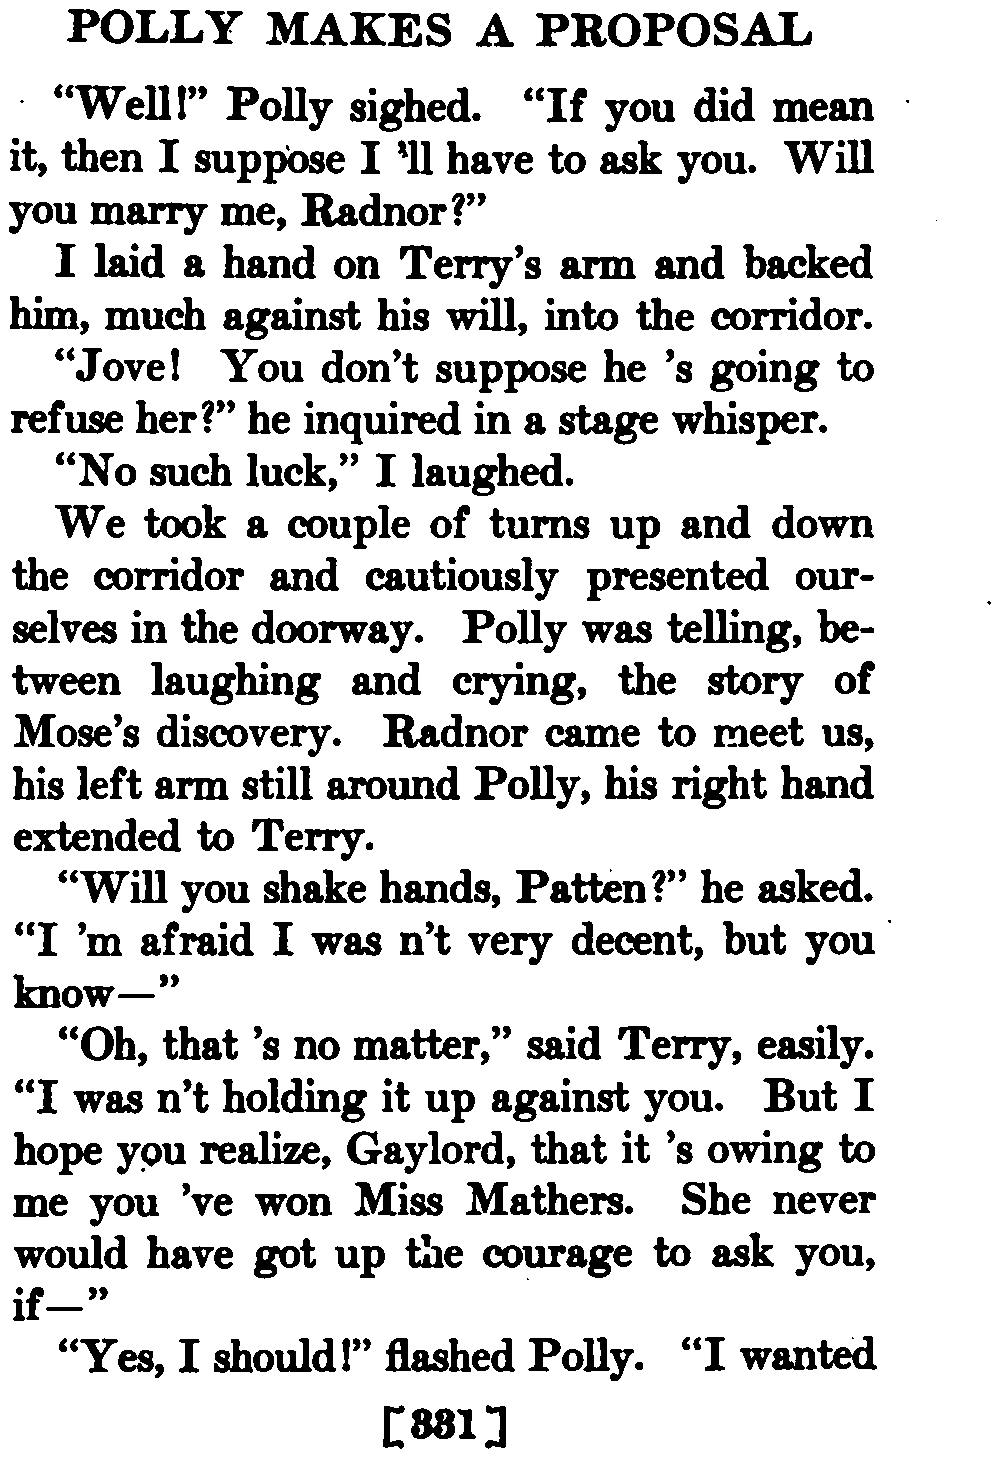 POLLY MAKES A PROPOSAL
“Well!” Polly sighed. “If you did mean
it, then I suppose I ’ll have to ask you. Will
you marry me, Radnor?”
I laid a hand on Terry’s arm and backed
him, much against his will, into the corridor.
“Jove! You don’t suppose he ’s going to
refuse her?” he inquired in a stage whisper.
“No such luck,” I laughed.
We took a couple of turns up and down
the corridor and cautiously presented our-
selves in the doorway. Polly was telling, be-
tween laughing and crying, the story of
Mose’s discovery. Radnor came to meet us,
his left arm still around Polly, his right hand
extended to Terry.
“Will you shake hands, Patten?” he asked.
“I ’m afraid I was n’t very decent, but you
know—”
“Oh, that ’s no matter,” said Terry, easily.
“I was n’t holding it up against you. But I
hope you realize, Gaylord, that it ’s owing to
me you ’ve won Miss Mathers. She never
would have got up the courage to ask you,
if—”
“Yes, I should!” flashed Polly. “I wanted
[331]